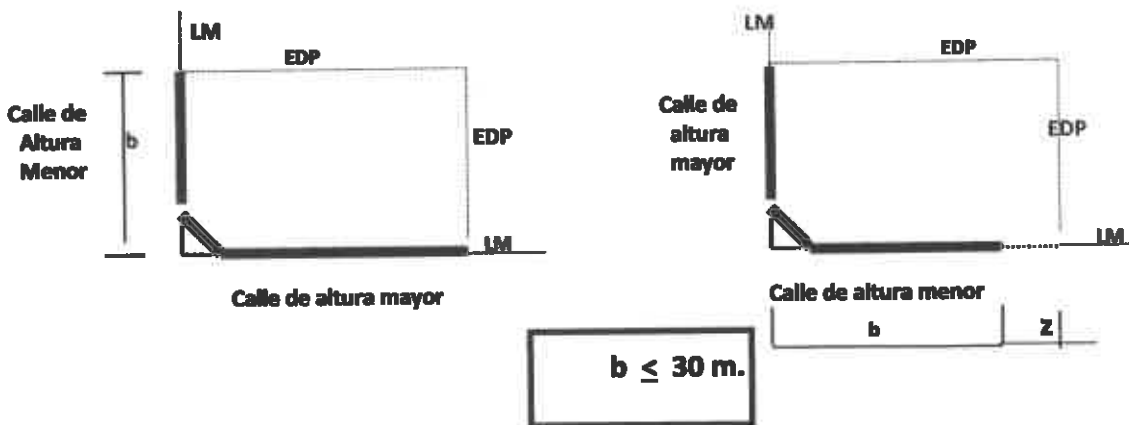 LM
EDP
Calle de
Altura
Menor
b
EDP
LM
Calle de altura mayor
LM
EDP
Calle de
altura
mayor
EDP
LM
Calle de altura menor
b
Z
b ≤ 30 m.